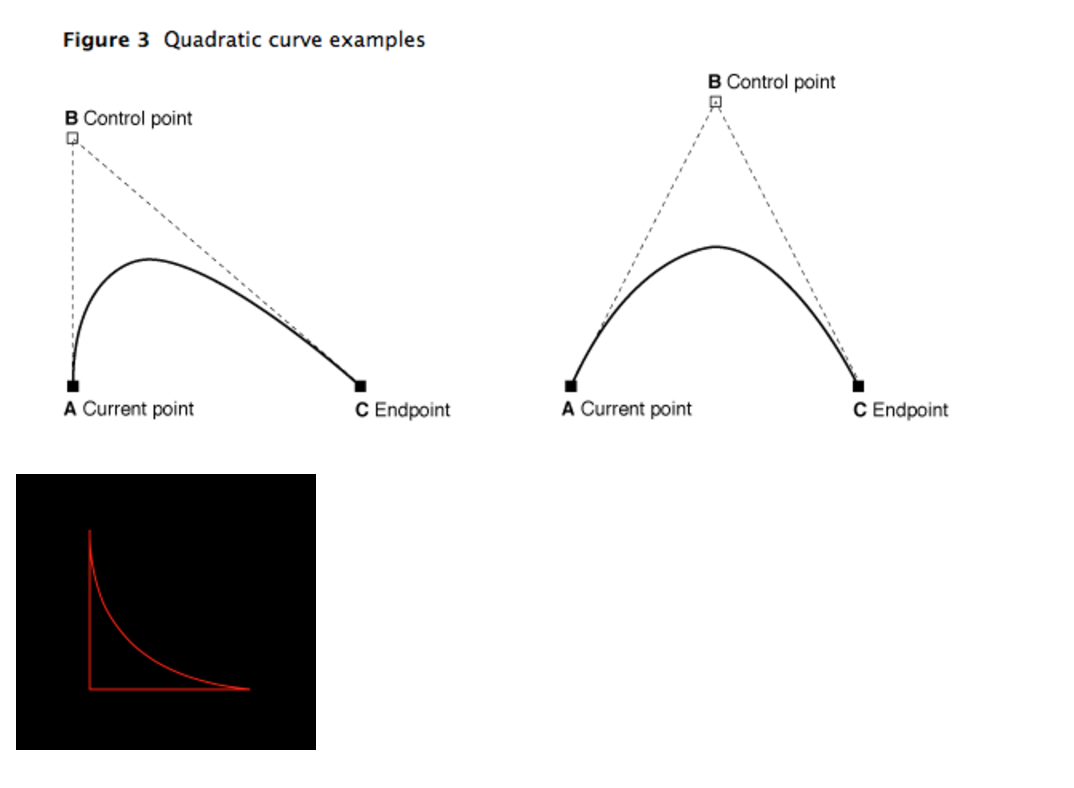 Figure 3 Quadratic curve examples
B Control point
B Control point
A Current point
C Endpoint
A Current point
C Endpoint